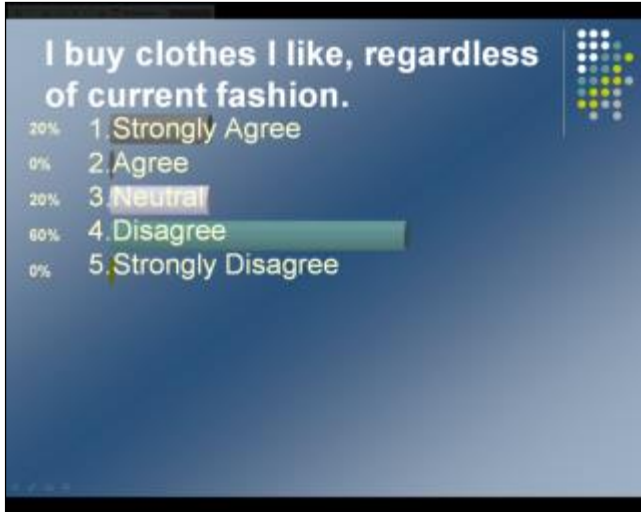 I buy clothes I like, regardless
of current fashion.
20% 1. Strongly Agree
0% 2. Agree
20% 3. Neutral
60% 4. Disagree
0% 5. Strongly Disagree